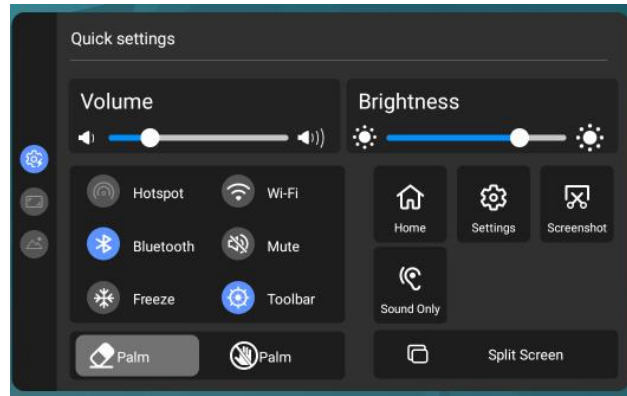 Quick settings
Volume
Brightness
Hotspot
Wi-Fi
Bluetooth
Mute
Freeze
Toolbar
Home
Settings
Screenshot
Sound Only
Palm
Palm
Split Screen